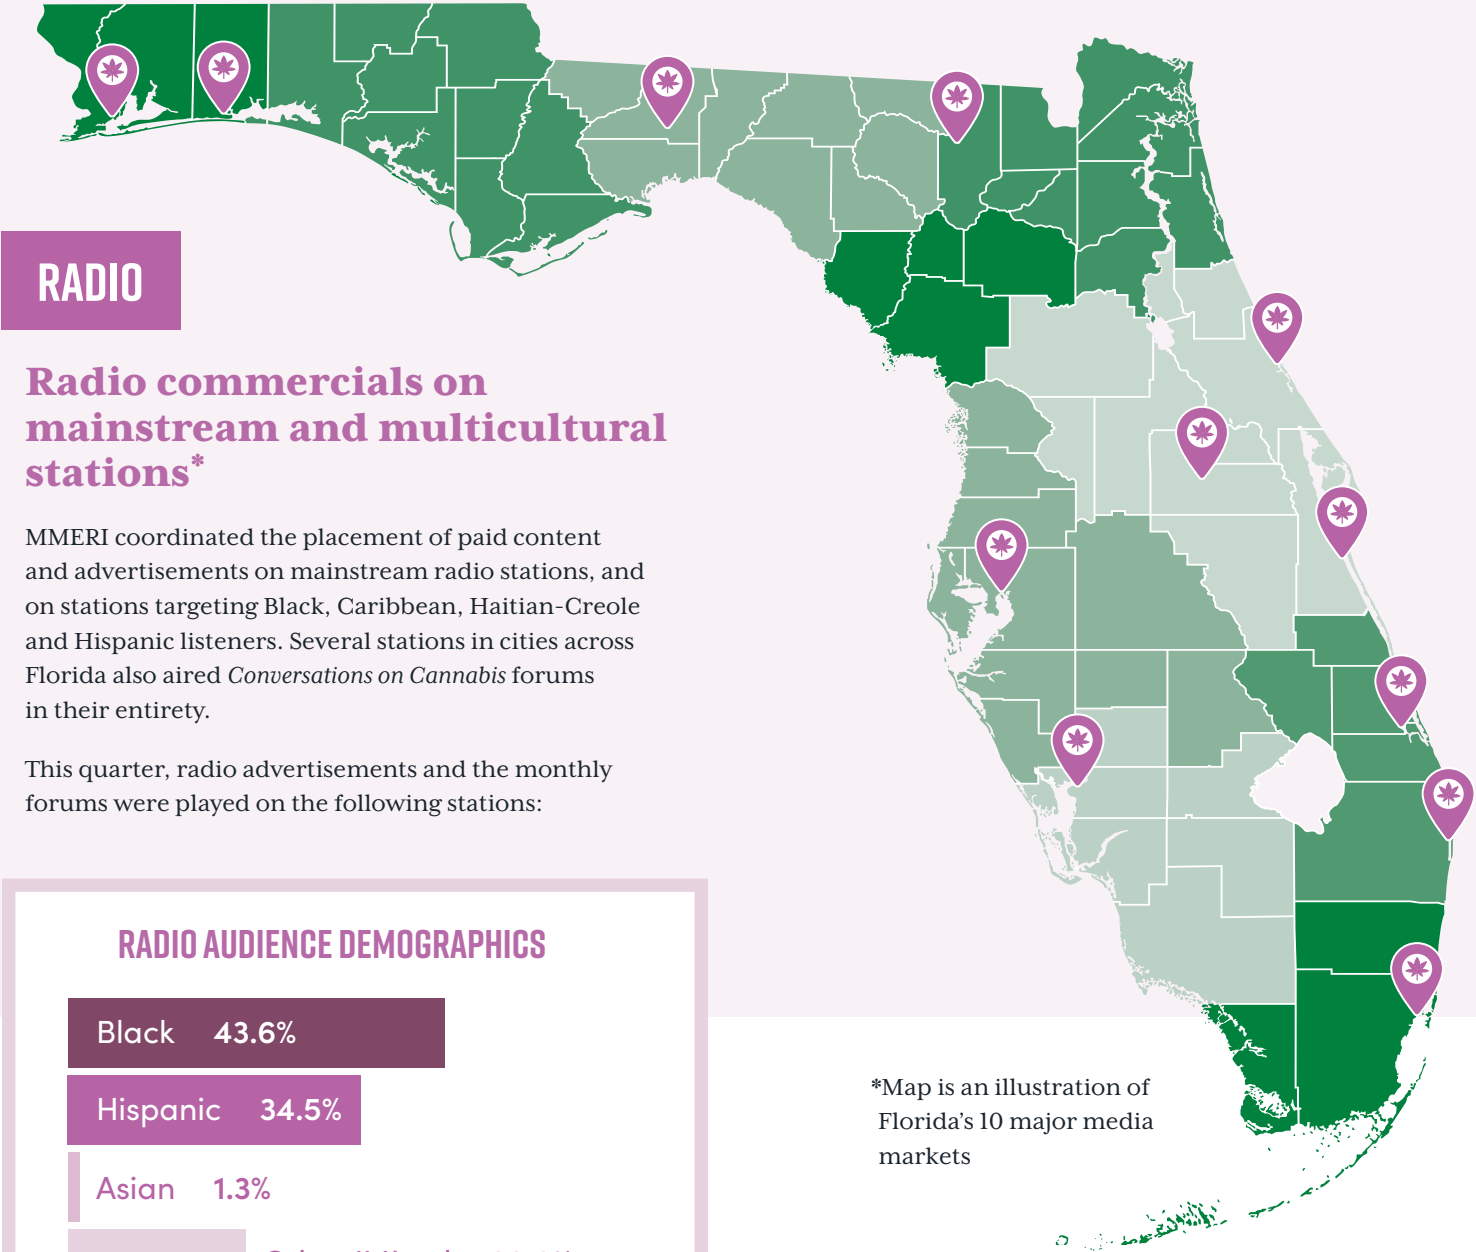 RADIO
Radio commercials on
mainstream and multicultural
stations*
MMERI coordinated the placement of paid content
and advertisements on mainstream radio stations, and
on stations targeting Black, Caribbean, Haitian-Creole
and Hispanic listeners. Several stations in cities across
Florida also aired Conversations on Cannabis forums
in their entirety.
This quarter, radio advertisements and the monthly
forums were played on the following stations:
RADIO AUDIENCE DEMOGRAPHICS
Black 43.6%
Hispanic 34.5%
Asian 1.3%
*Map is an illustration of
Florida's 10 major media
markets